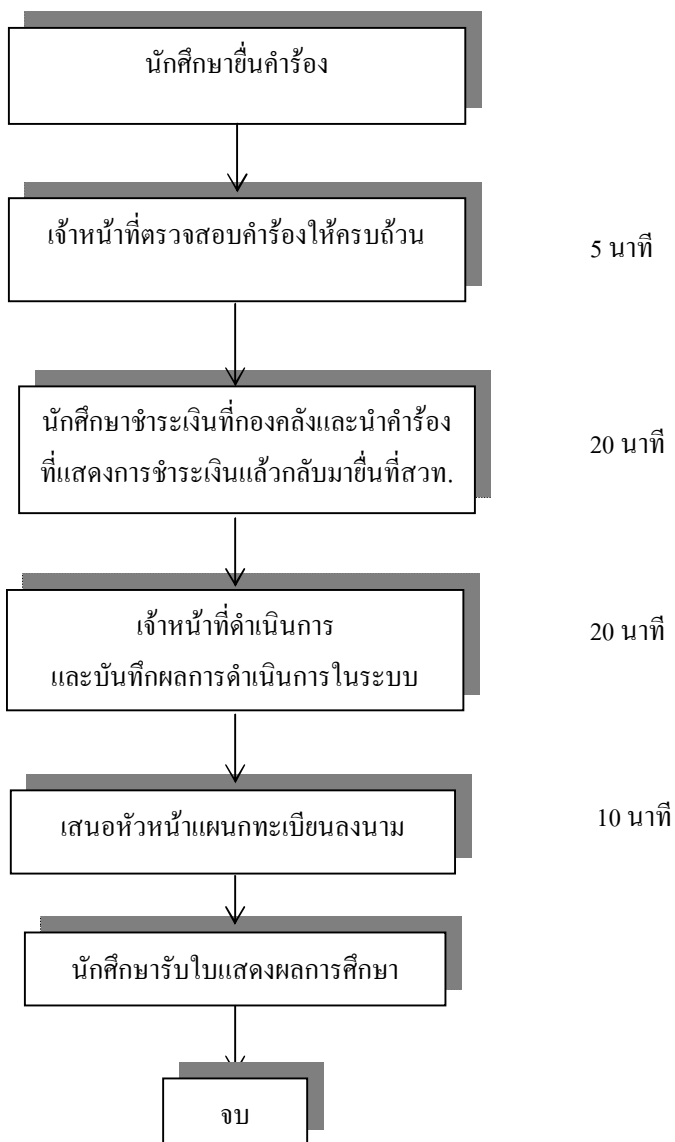 นักศึกษายื่นคำร้อง
เจ้าหน้าที่ตรวจสอบคำร้องให้ครบถ้วน
5 นาที
นักศึกษาชำระเงินที่กองคลังและนำคำร้อง
ที่แสดงการชำระเงินแล้วกลับมายื่นที่สวท.
20 นาที
เจ้าหน้าที่ดำเนินการ
และบันทึกผลการดำเนินการในระบบ
20 นาที
เสนอหัวหน้าแผนกทะเบียนลงนาม
10 นาที
นักศึกษารับใบแสดงผลการศึกษา
จบ